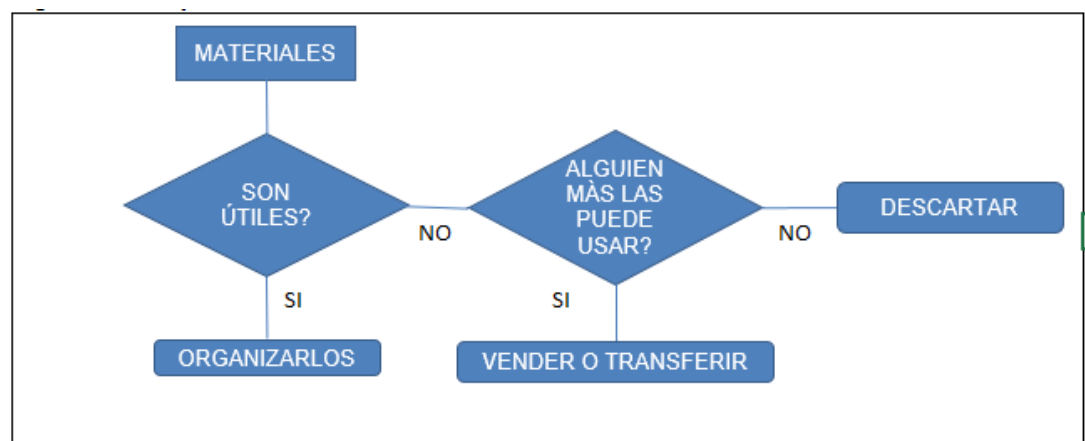 MATERIALES
SON
ÚTILES?
NO
SI
ORGANIZARLOS
ALGUIEN
MÀS LAS
PUEDE
USAR?
NO
SI
DESCARTAR
VENDER O TRANSFERIR